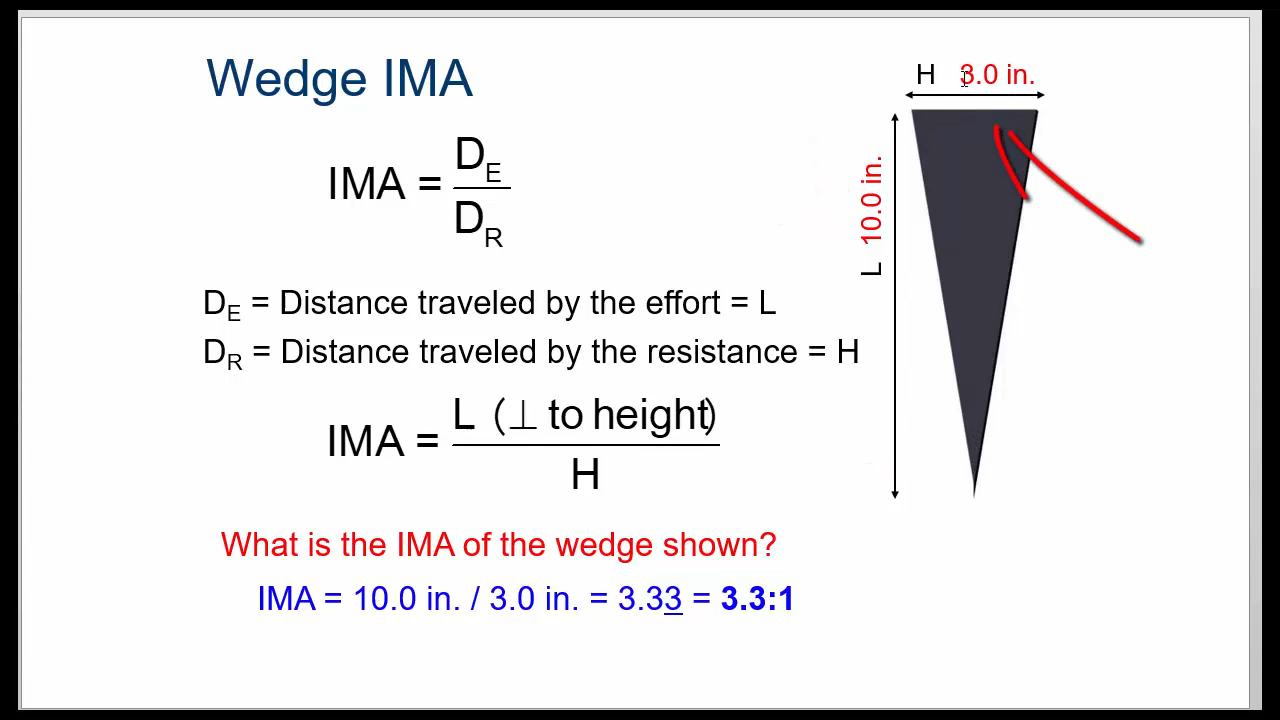 Wedge IMA
H 3.0 in.
L 10.0 in.
IMA = D_E / D_R
D_E = Distance traveled by the effort = L
D_R = Distance traveled by the resistance = H
IMA = L (⊥ to height) / H
What is the IMA of the wedge shown?
IMA = 10.0 in. / 3.0 in. = 3.33 = 3.3:1